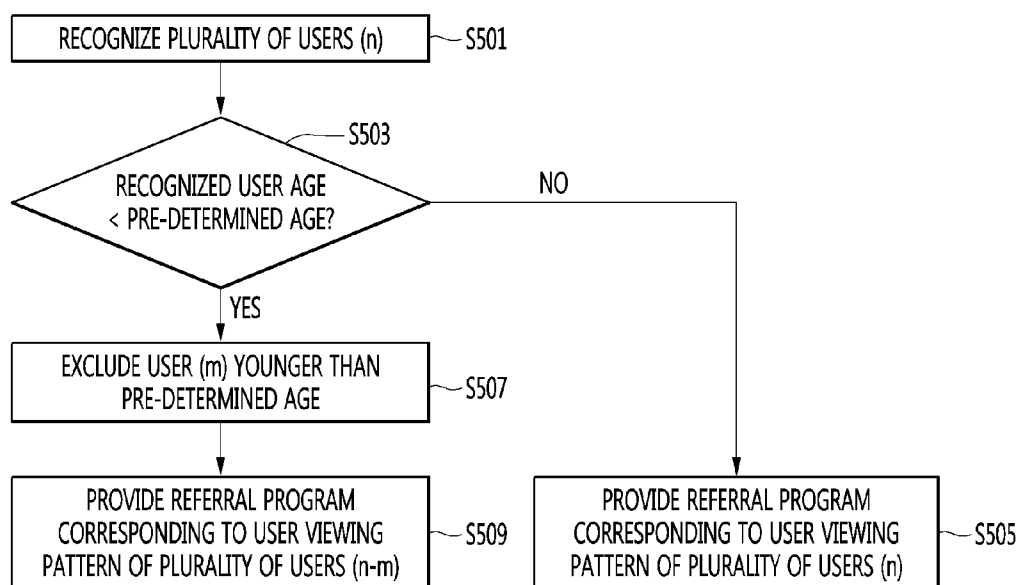 RECOGNIZE PLURALITY OF USERS (n)
S501
S503
RECOGNIZED USER AGE
< PRE-DETERMINED AGE?
NO
YES
EXCLUDE USER (m) YOUNGER THAN
PRE-DETERMINED AGE
S507
PROVIDE REFERRAL PROGRAM
CORRESPONDING TO USER VIEWING
PATTERN OF PLURALITY OF USERS (n-m)
S509
PROVIDE REFERRAL PROGRAM
CORRESPONDING TO USER VIEWING
PATTERN OF PLURALITY OF USERS (n)
S505